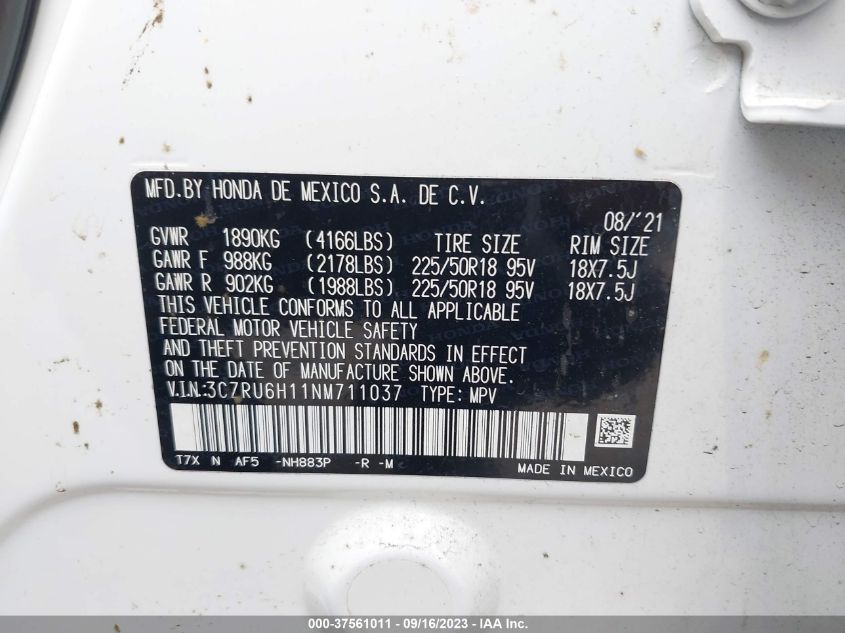 MFD.BY HONDA DE MEXICO S.A. DE C.V.
08/'21
GVWR 1890KG (4166LBS) TIRE SIZE RIM SIZE
GAWR F 988KG (2178LBS) 225/50R18 95V 18X7.5J
GAWR R 902KG (1988LBS) 225/50R18 95V 18X7.5J
THIS VEHICLE CONFORMS TO ALL APPLICABLE
FEDERAL MOTOR VEHICLE SAFETY
AND THEFT PREVENTION STANDARDS IN EFFECT
ON THE DATE OF MANUFACTURE SHOWN ABOVE.
V.I.N.:3CZRU6H11NM711037 TYPE: MPV
T7X N AF5 -NH883P -R -M
MADE IN MEXICO
000-37561011 - 09/16/2023 - IAA Inc.